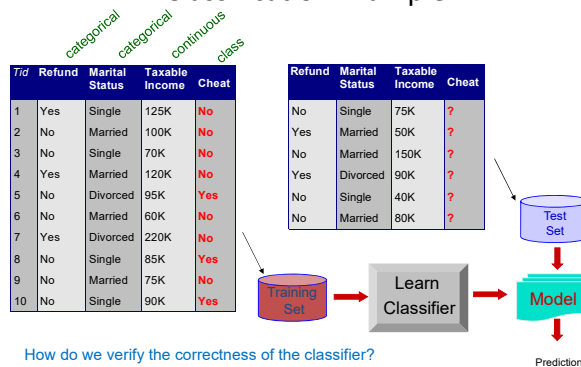 categorical categorical continuous class
Tid Refund Marital Status Taxable Income Cheat
1 Yes Single 125K No
2 No Married 100K No
3 No Single 70K No
4 Yes Married 120K No
5 No Divorced 95K Yes
6 No Married 60K No
7 Yes Divorced 220K No
8 No Single 85K Yes
9 No Married 75K No
10 No Single 90K Yes
Refund Marital Status Taxable Income Cheat
No Single 75K ?
Yes Married 50K ?
No Married 150K ?
Yes Divorced 90K ?
No Single 40K ?
No Married 80K ?
Test
Set
Training
Set
Learn
Classifier
Model
How do we verify the correctness of the classifier?
Prediction